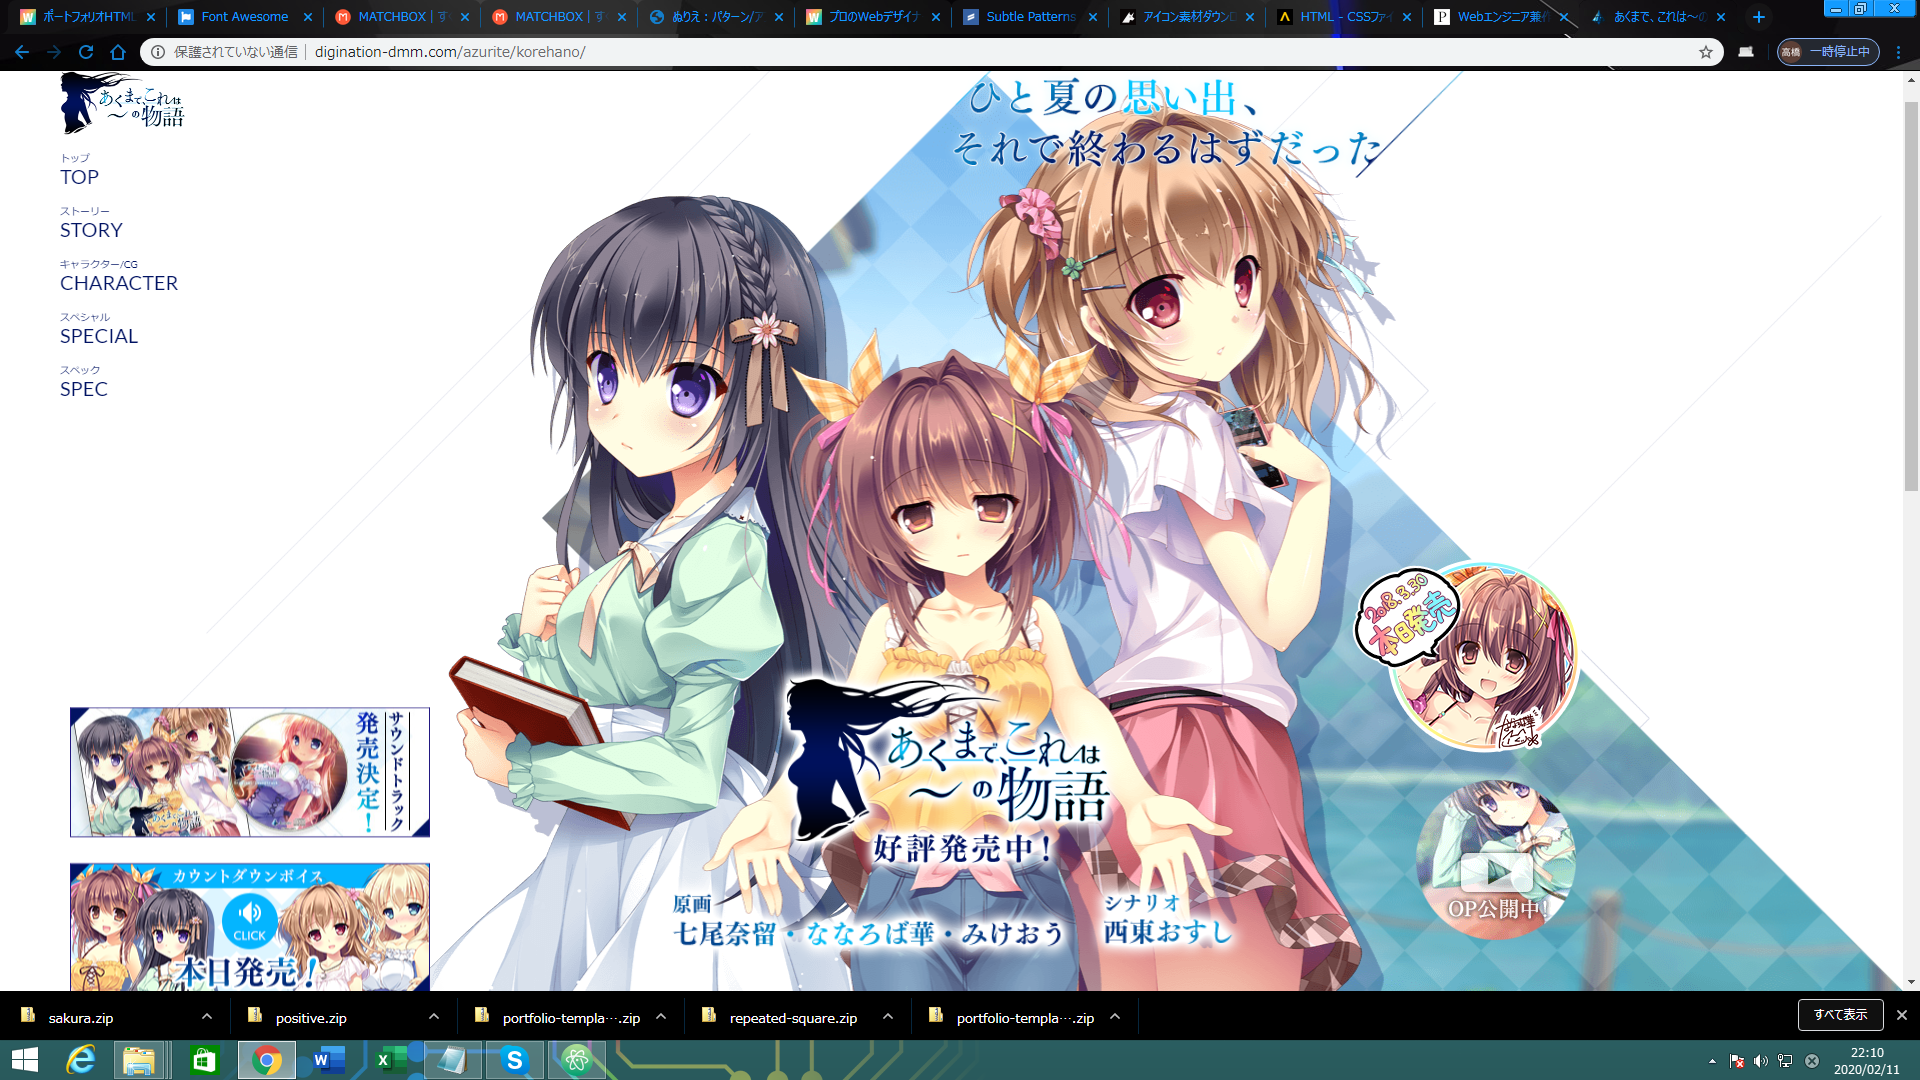 ポートフォリオHTML
Font Awesome
MATCHBOX | す
MATCHBOX | す
ぬりえ：パターン/ア
プロのWebデザイナ
Subtle Patterns
アイコン素材ダウンロ
HTML - CSSファイ
Webエンジニア兼
あくまで、これは～の
保護されていない通信 | digination-dmm.com/azurite/korehano/
高橋 一時停止中
あくまで、これは
～の物語
トップ
TOP
ストーリー
STORY
キャラクター/CG
CHARACTER
スペシャル
SPECIAL
スペック
SPEC
ひと夏の思い出、
それで終わるはずだった
2018.3.30
本日発売
サウンドトラック
発売決定！
カウントダウンボイス
CLICK
本日発売！
あくまで、これは
～の物語
好評発売中！
原画
七尾奈留・ななろば華・みけおう
シナリオ
西東おすし
OP公開中!
sakura.zip
positive.zip
portfolio-templa….zip
repeated-square.zip
portfolio-templa….zip
すべて表示
22:10
2020/02/11